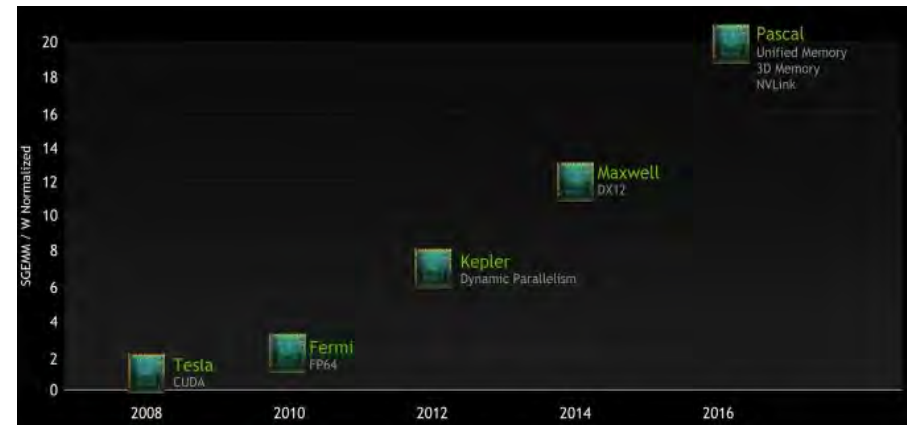 SGEMM / W Normalized
20
18
16
14
12
10
8
6
4
2
0
Pascal
Unified Memory
3D Memory
NVLink
Maxwell
DX12
Kepler
Dynamic Parallelism
Fermi
FP64
Tesla
CUDA
2008 2010 2012 2014 2016